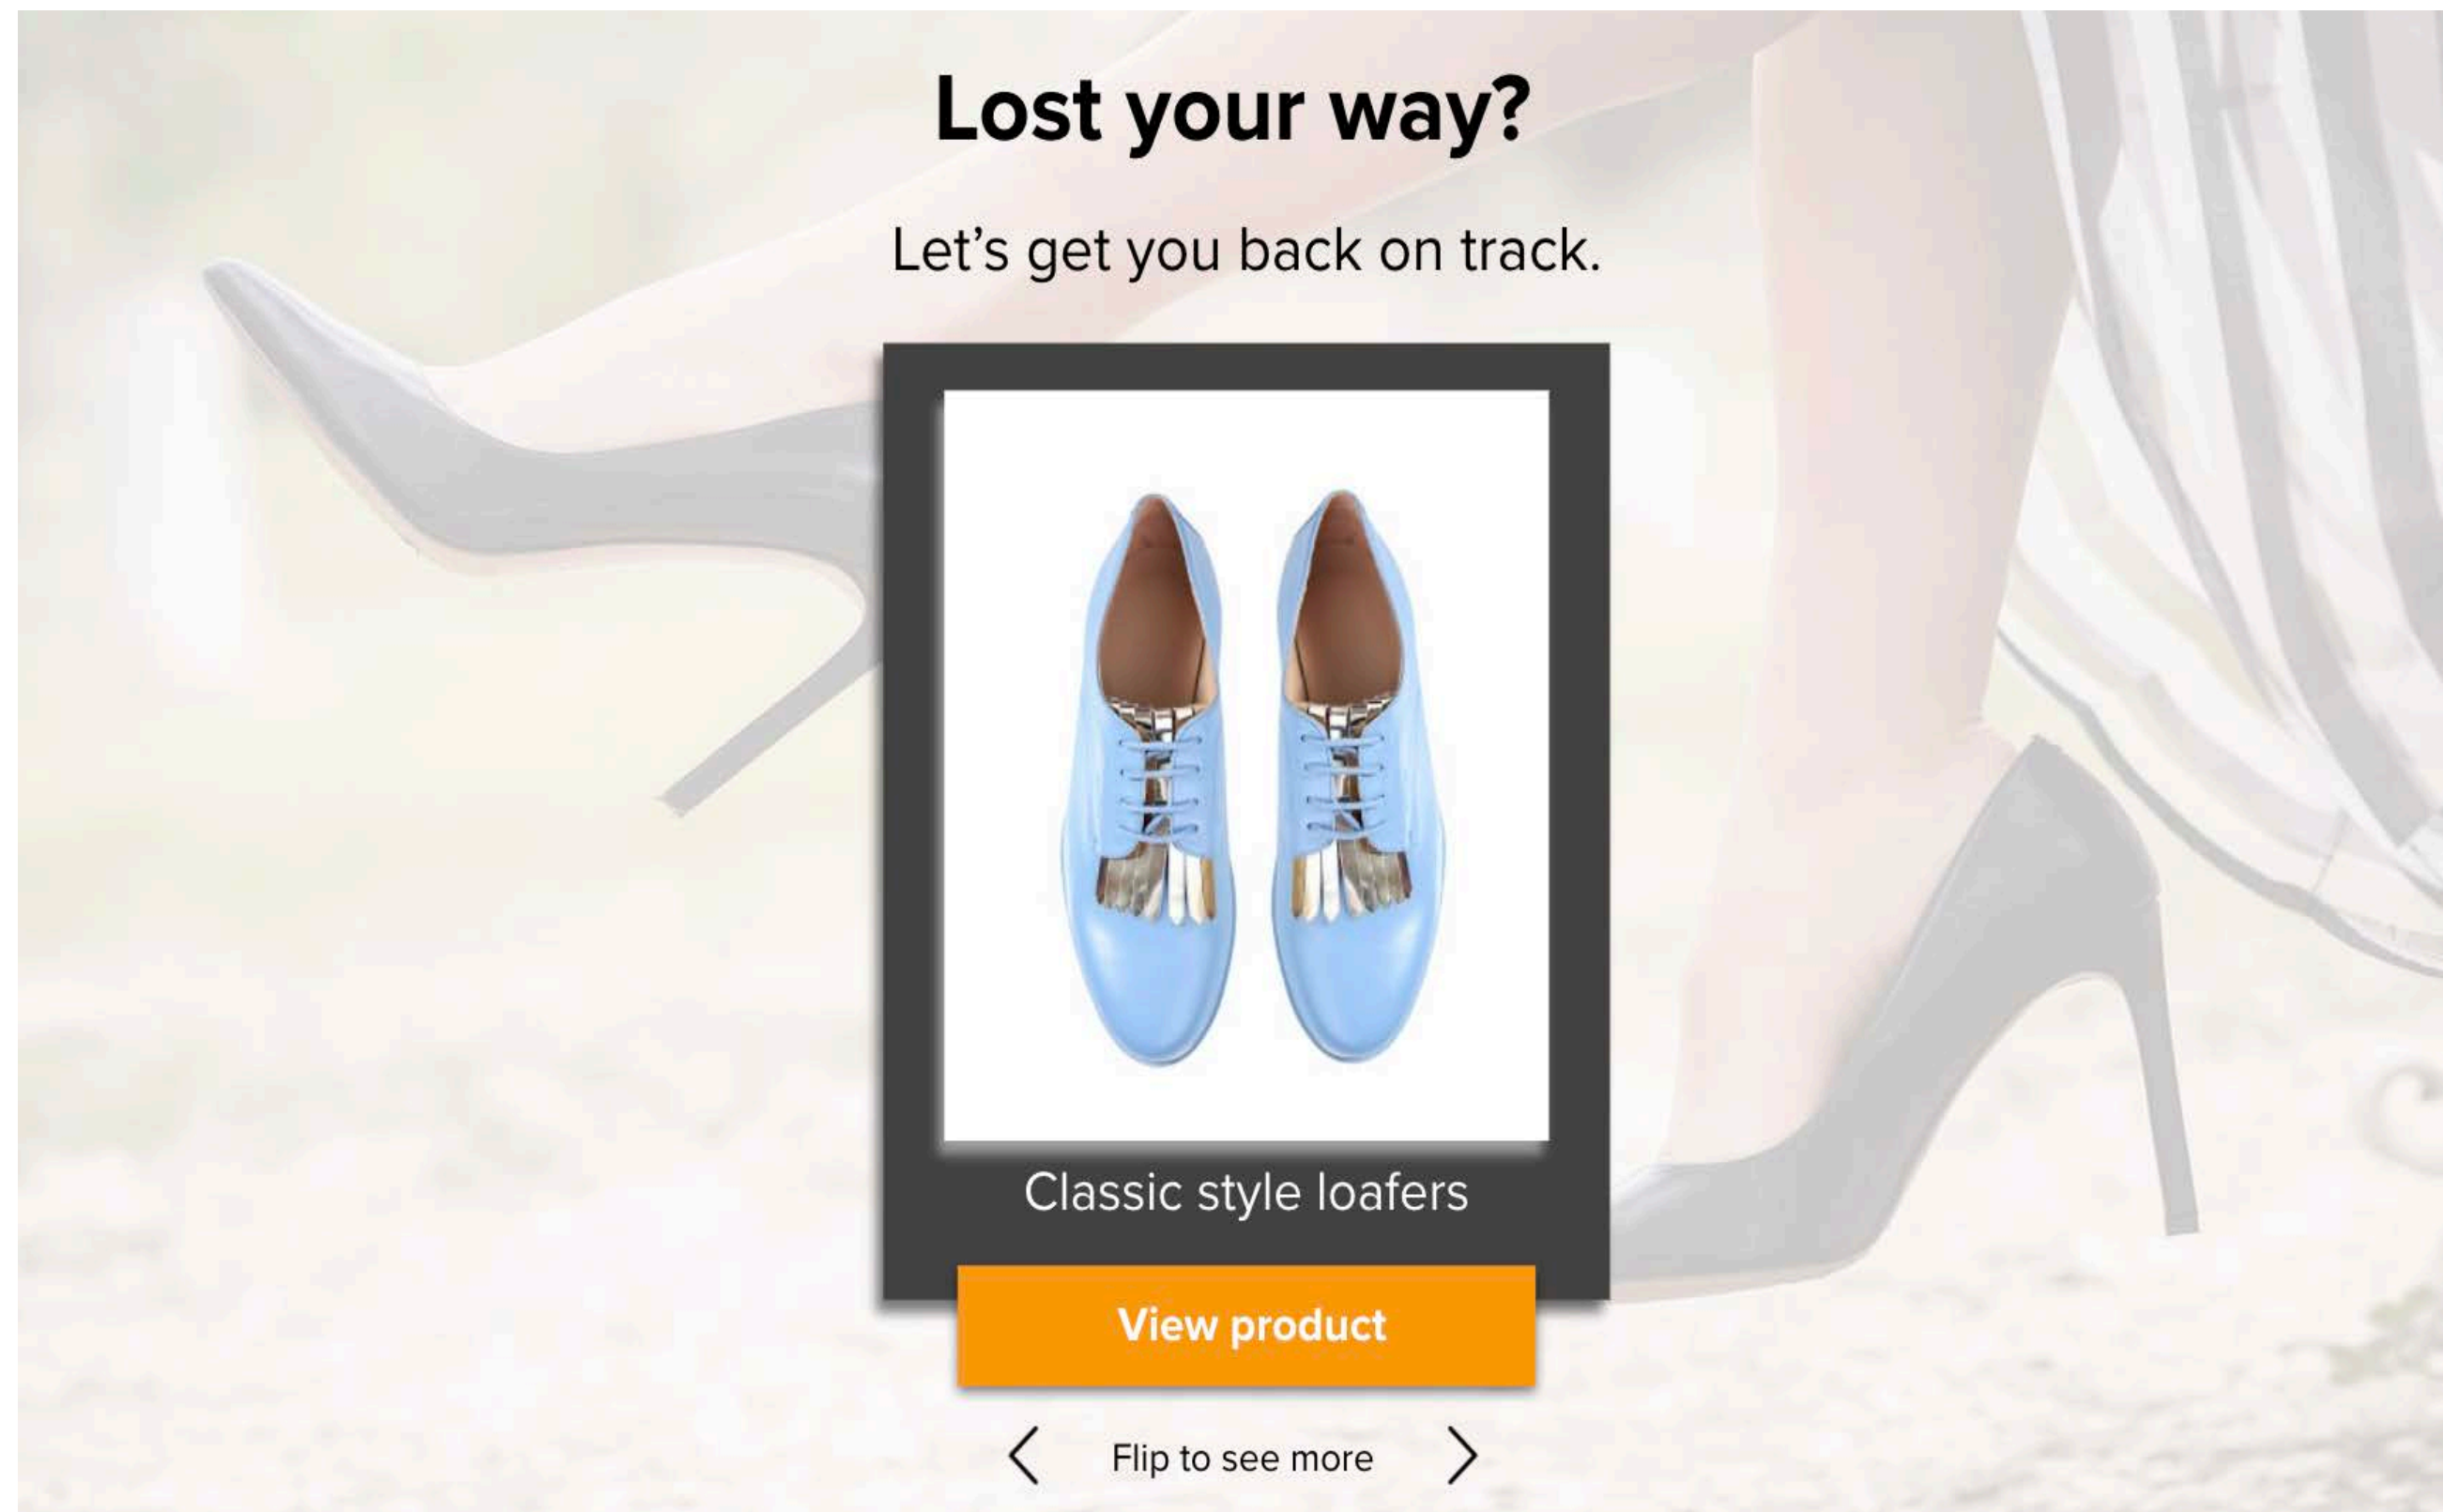 Lost your way?
Let's get you back on track.
Classic style loafers
View product
Flip to see more